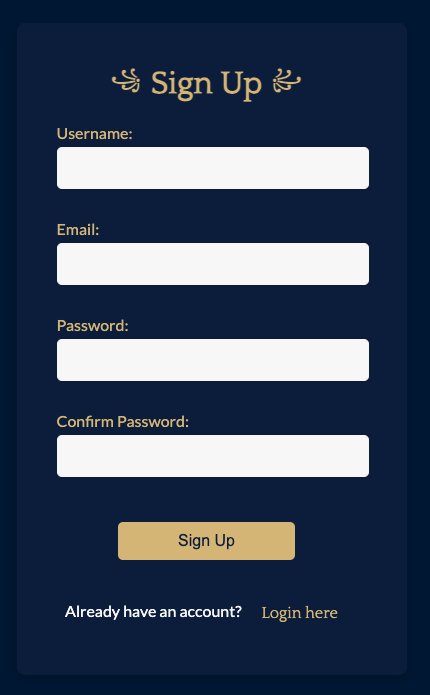 Sign Up
Username:
Email:
Password:
Confirm Password:
Sign Up
Already have an account? Login here